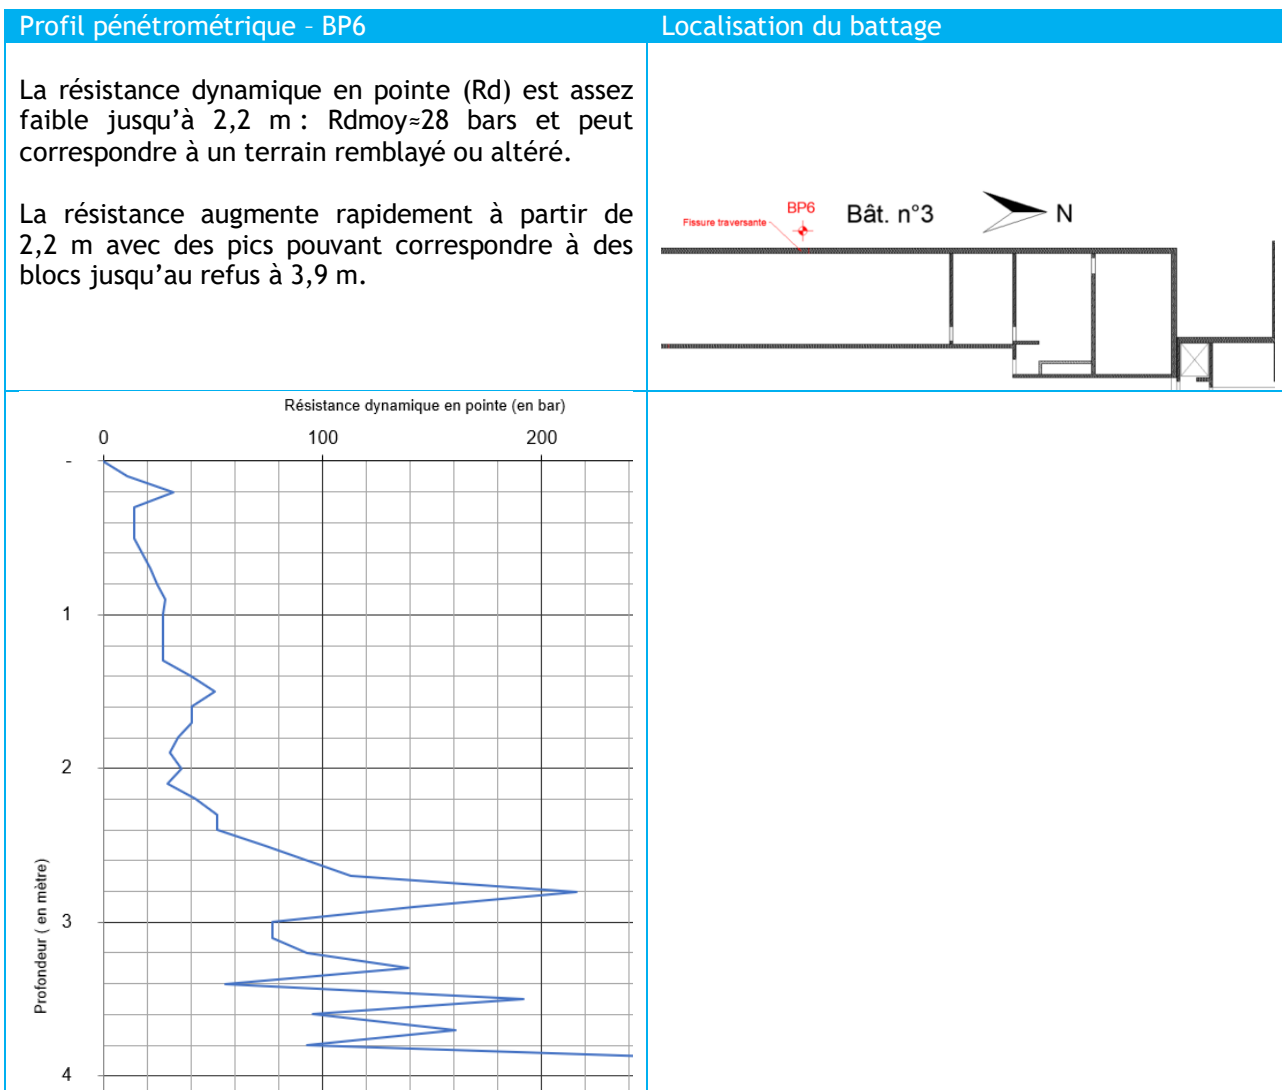 Profil pénétrométrique – BP6
Localisation du battage
La résistance dynamique en pointe (Rd) est assez
faible jusqu’à 2,2 m : Rdmoy≈28 bars et peut
correspondre à un terrain remblayé ou altéré.
La résistance augmente rapidement à partir de
2,2 m avec des pics pouvant correspondre à des
blocs jusqu’au refus à 3,9 m.
BP6
Fissure traversante
Bât. n°3
N
Résistance dynamique en pointe (en bar)
0 100 200
-
1
2
3
4
Profondeur ( en mètre)